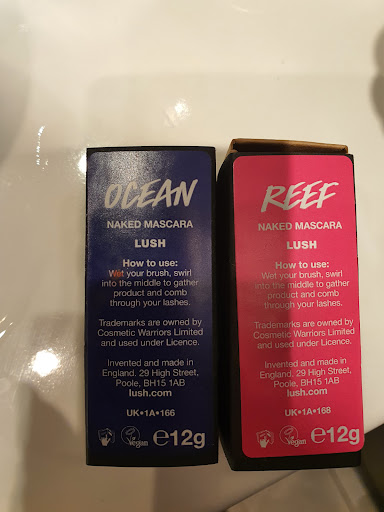 OCEAN
NAKED MASCARA
LUSH
How to use:
Wet your brush, swirl
into the middle to gather
product and comb
through your lashes.
Trademarks are owned by
Cosmetic Warriors Limited
and used under Licence.
Invented and made in
England, 29 High Street,
Poole, BH15 1AB
lush.com
UK•1A•166
Vegan
℮12g
REEF
NAKED MASCARA
LUSH
How to use:
Wet your brush, swirl
into the middle to gather
product and comb
through your lashes.
Trademarks are owned by
Cosmetic Warriors Limited
and used under Licence.
Invented and made in
England, 29 High Street,
Poole, BH15 1AB
lush.com
UK•1A•168
Vegan
℮12g